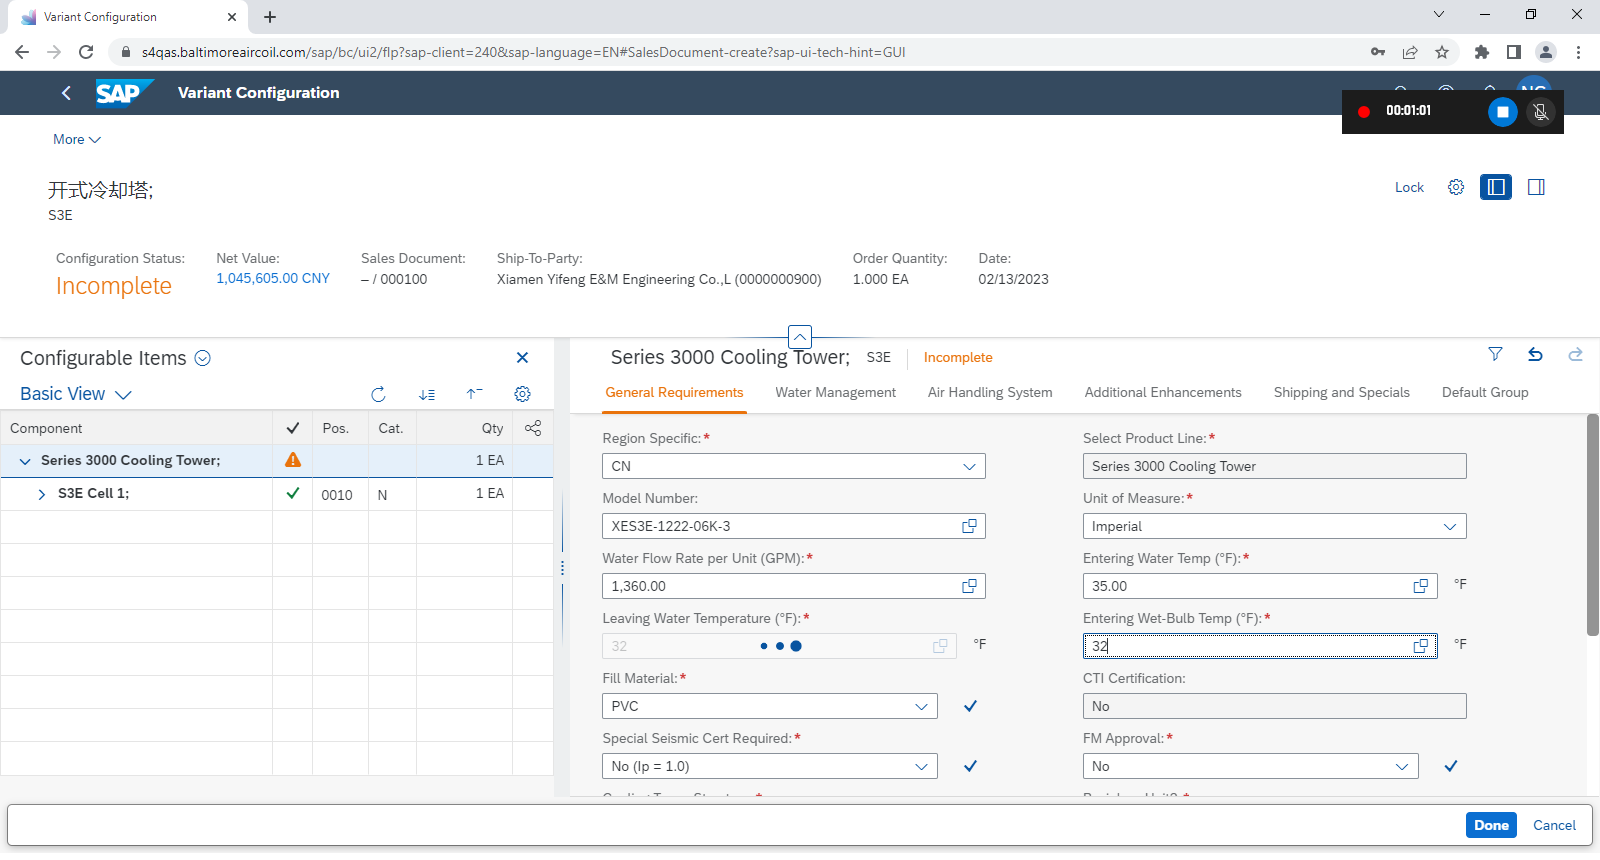 Variant Configuration
s4qas.baltimoreaircoil.com/sap/bc/ui2/flp?sap-client=240&sap-language=EN#SalesDocument-create?sap-ui-tech-hint=GUI
SAP
Variant Configuration
00:01:01
More
开式冷却塔;
S3E
Lock
Configuration Status:
Incomplete
Net Value:
1,045,605.00 CNY
Sales Document:
– / 000100
Ship-To-Party:
Xiamen Yifeng E&M Engineering Co.,L (0000000900)
Order Quantity:
1.000 EA
Date:
02/13/2023
Configurable Items
Basic View
Component Pos. Cat. Qty
Series 3000 Cooling Tower; 1 EA
S3E Cell 1; 0010 N 1 EA
Series 3000 Cooling Tower; S3E Incomplete
General Requirements Water Management Air Handling System Additional Enhancements Shipping and Specials Default Group
Region Specific:*
CN
Select Product Line:*
Series 3000 Cooling Tower
Model Number:
XES3E-1222-06K-3
Unit of Measure:*
Imperial
Water Flow Rate per Unit (GPM):*
1,360.00
Entering Water Temp (°F):*
35.00 °F
Leaving Water Temperature (°F):*
32 °F
Entering Wet-Bulb Temp (°F):*
32 °F
Fill Material:*
PVC
CTI Certification:
No
Special Seismic Cert Required:*
No (Ip = 1.0)
FM Approval:*
No
Done Cancel